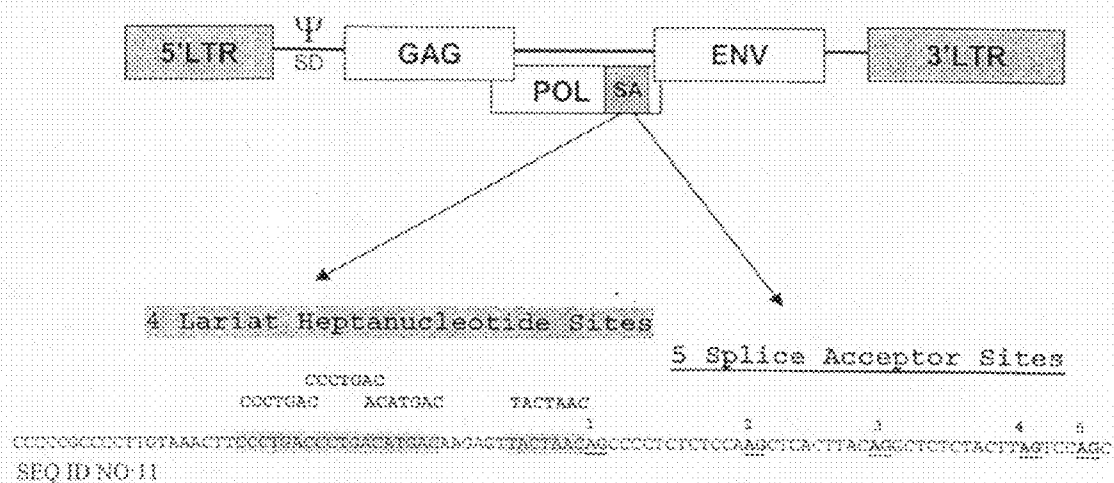 5'LTR Ψ SD GAG ENV 3'LTR
POL SA
4 Lariat Heptanucleotide Sites
5 Splice Acceptor Sites
CCCTGAC
CCCTGAC ACATGAC TACTAAC
1 2 3 4 5
CCCCCGCCCCTTGTAAACTTCCCTGACCCTGACATGACAAGAGTTACTAACAGCCCCTCTCTCCAAGCTCACTTACAGGCTCTCTACTTAGTCCAGC
SEQ ID NO:11